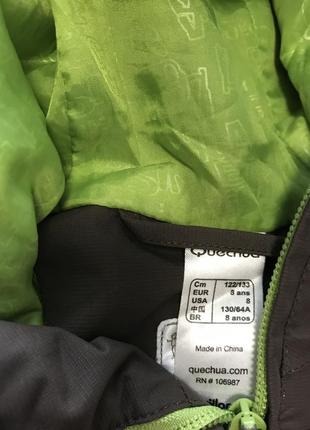 Quechua
Cm 122/133
EUR 8 ans
USA 8
中国 130/64A
BR 8 anos
Made in China
quechua.com
RN # 106987